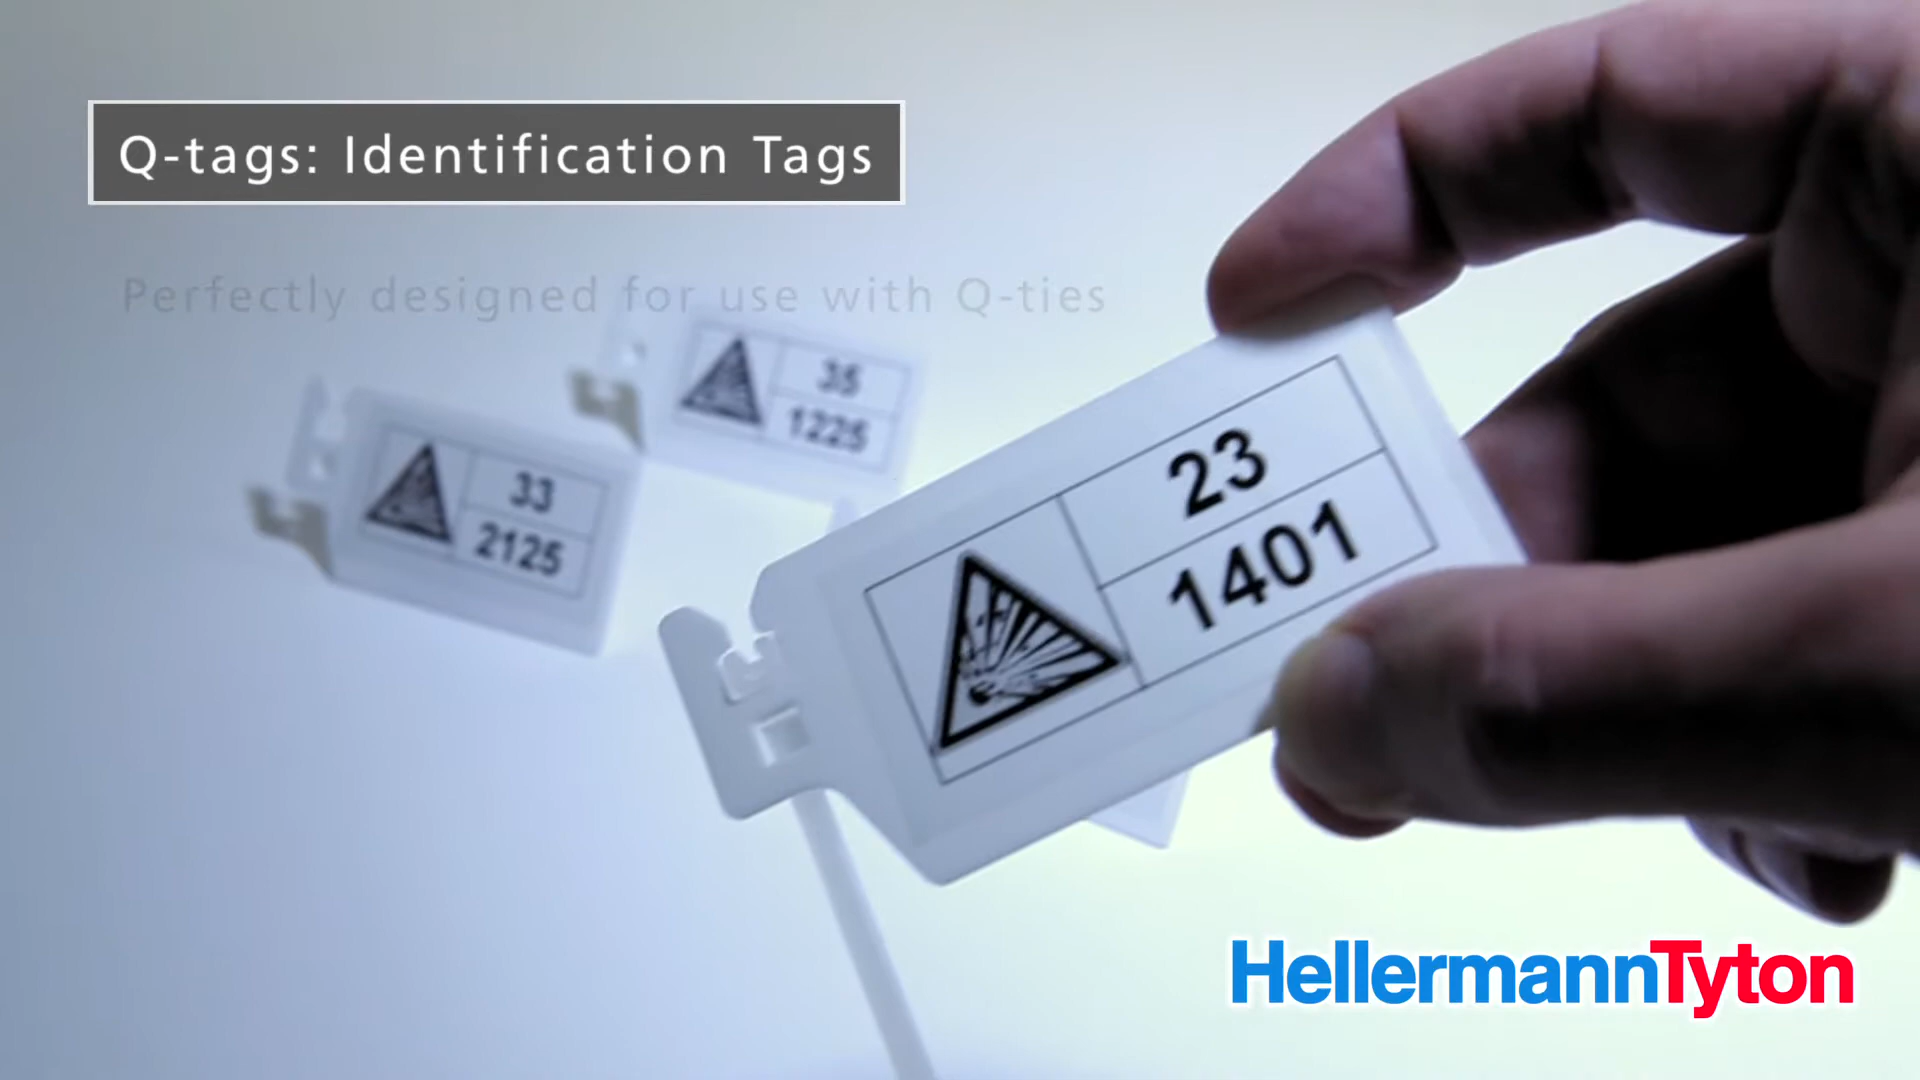 Q-tags: Identification Tags
Perfectly designed for use with Q-ties
35
1225
33
2125
23
1401
HellermannTyton